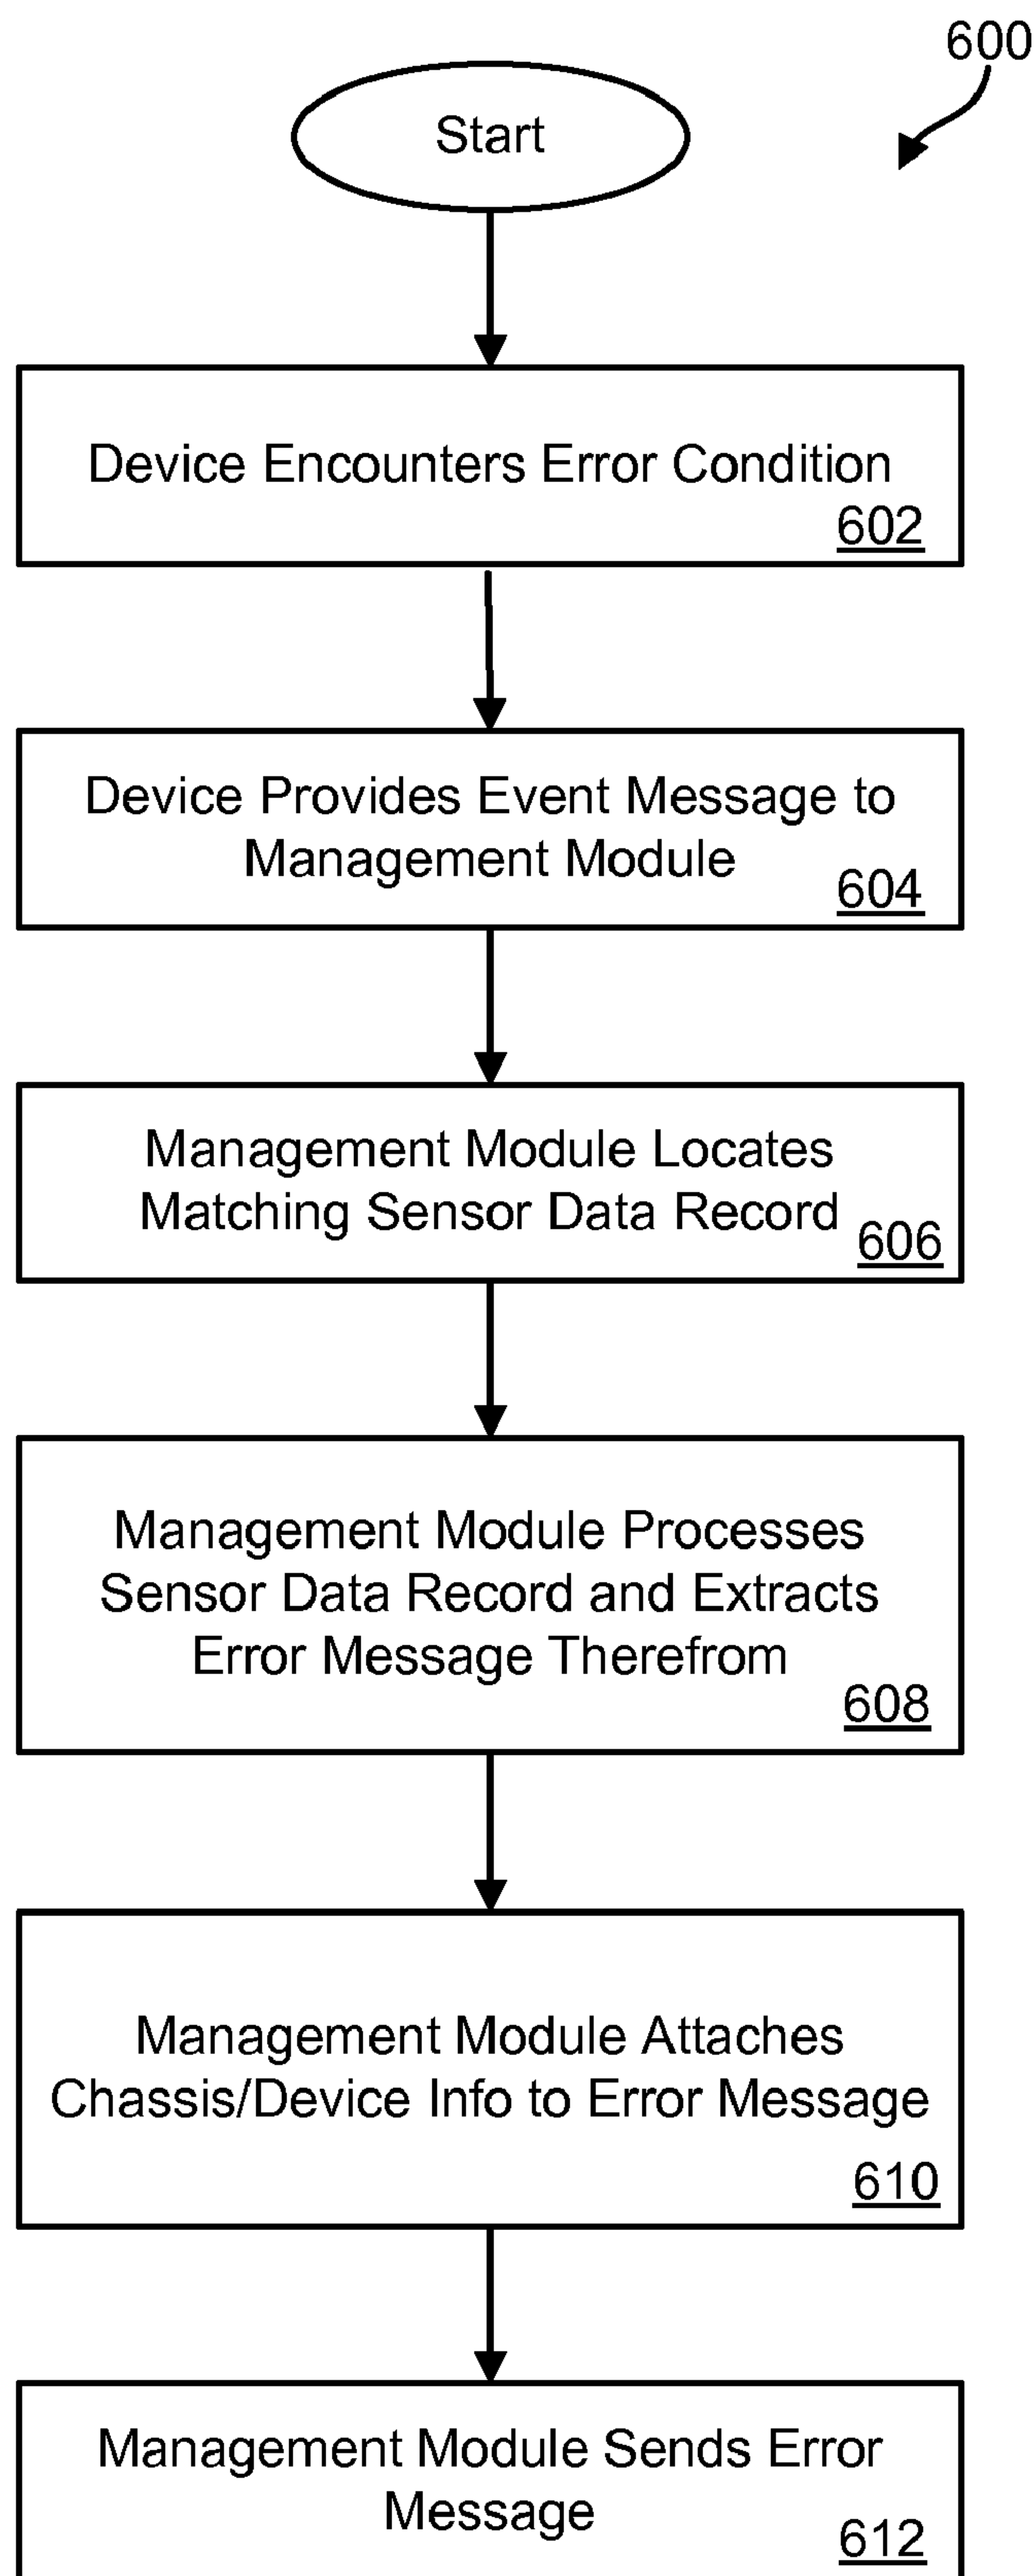 600
Start
Device Encounters Error Condition
602
Device Provides Event Message to
Management Module
604
Management Module Locates
Matching Sensor Data Record
606
Management Module Processes
Sensor Data Record and Extracts
Error Message Therefrom
608
Management Module Attaches
Chassis/Device Info to Error Message
610
Management Module Sends Error
Message
612